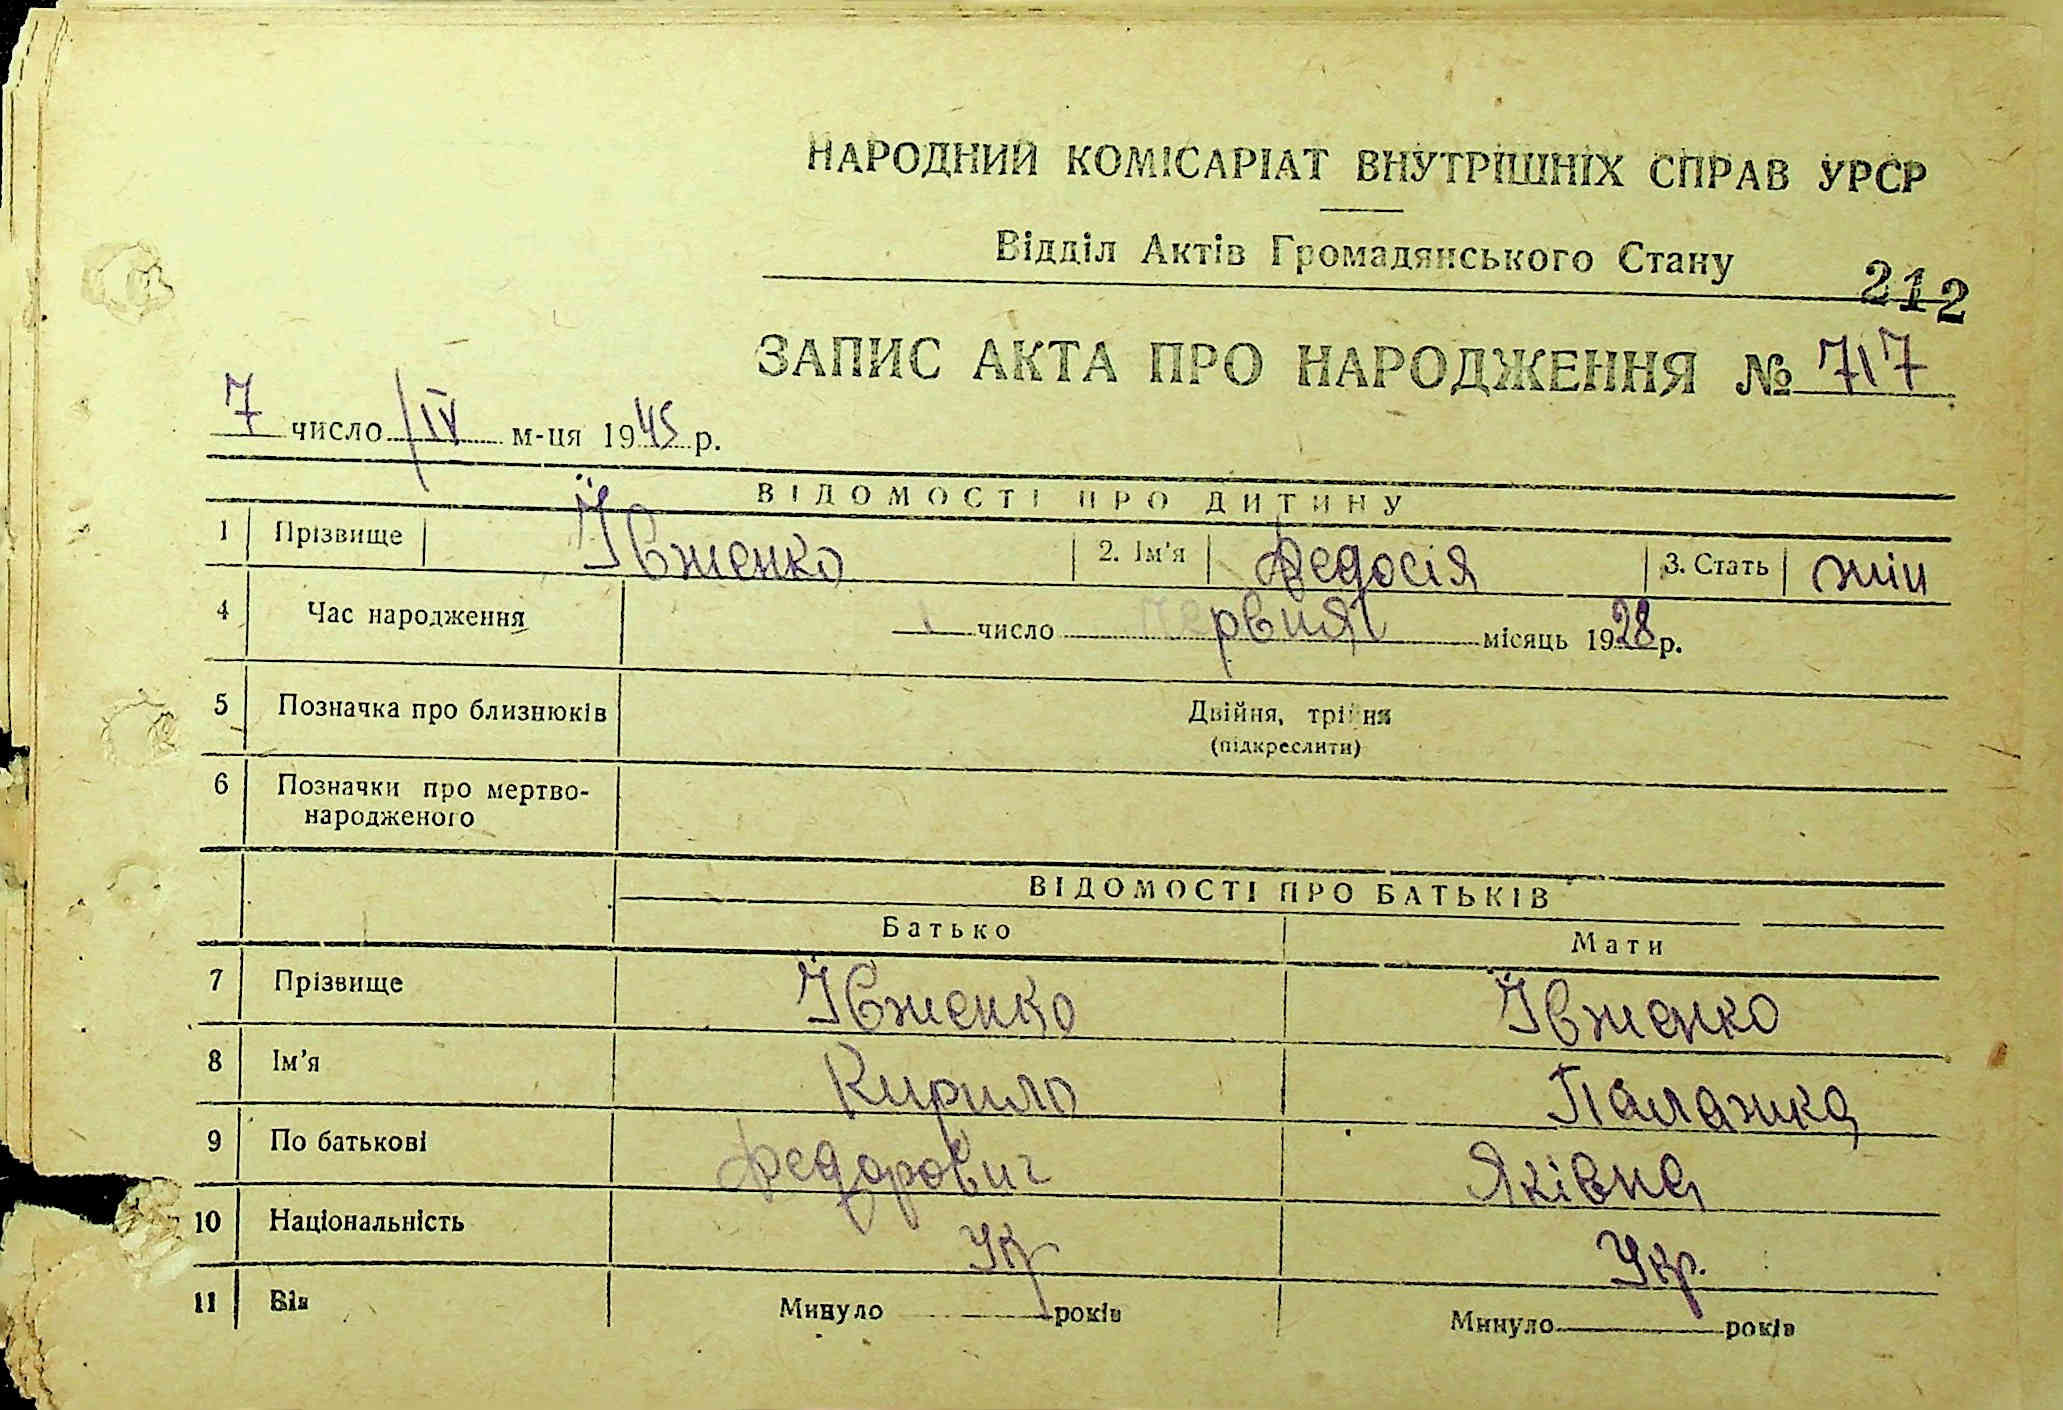 НАРОДНИЙ КОМІСАРІАТ ВНУТРІШНІХ СПРАВ УРСР
Відділ Актів Громадянського Стану
212
ЗАПИС АКТА ПРО НАРОДЖЕННЯ № 717
7 число IV м-ця 1945 р.
ВІДОМОСТІ ПРО ДИТИНУ
1 Прізвище Ївженко 2. Ім'я Федосія 3. Стать жін
4 Час народження 1 число червня місяць 1928 р.
5 Позначка про близнюків Двійня, трійня
(підкреслити)
6 Позначки про мертво-
народженого
ВІДОМОСТІ ПРО БАТЬКІВ
Батько Мати
7 Прізвище Ївженко Ївженко
8 Ім'я Кирило Палажка
9 По батькові Федорович Яківна
10 Національність Укр Укр.
11 Вік Минуло років Минуло років